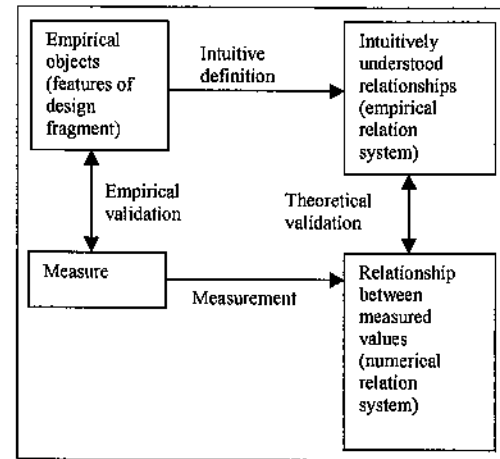 Empirical
objects
(features of
design
fragment)
Intuitive
definition
Intuitively
understood
relationships
(empirical
relation
system)
Empirical
validation
Theoretical
validation
Measure
Measurement
Relationship
between
measured
values
(numerical
relation
system)